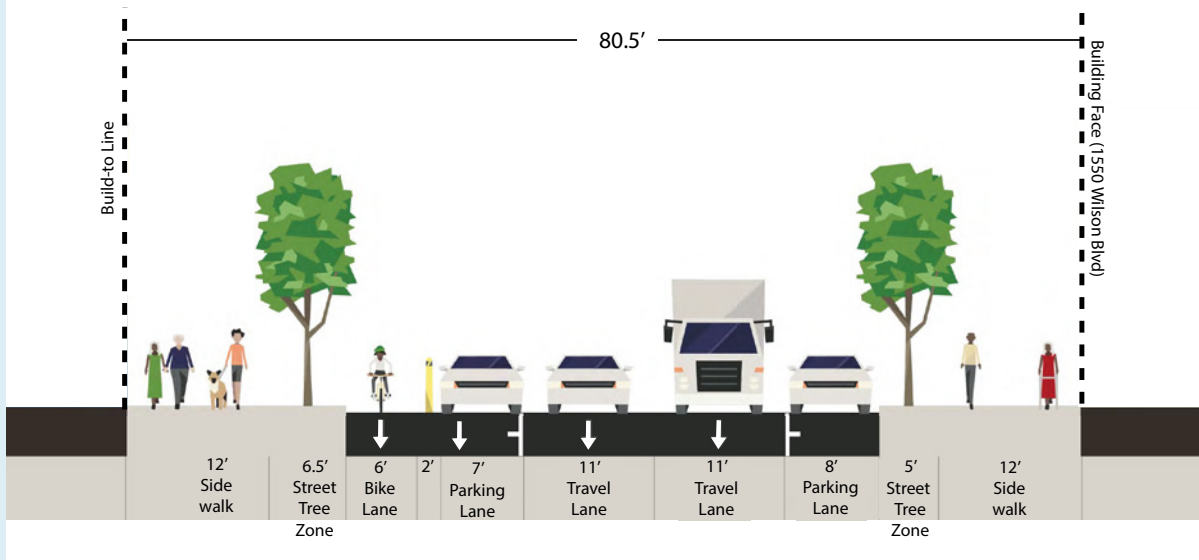 80.5’
Build-to Line
Building Face (1550 Wilson Blvd)
12’
Side
walk
6.5’
Street
Tree
Zone
6’
Bike
Lane
2’
7’
Parking
Lane
11’
Travel
Lane
11’
Travel
Lane
8’
Parking
Lane
5’
Street
Tree
Zone
12’
Side
walk